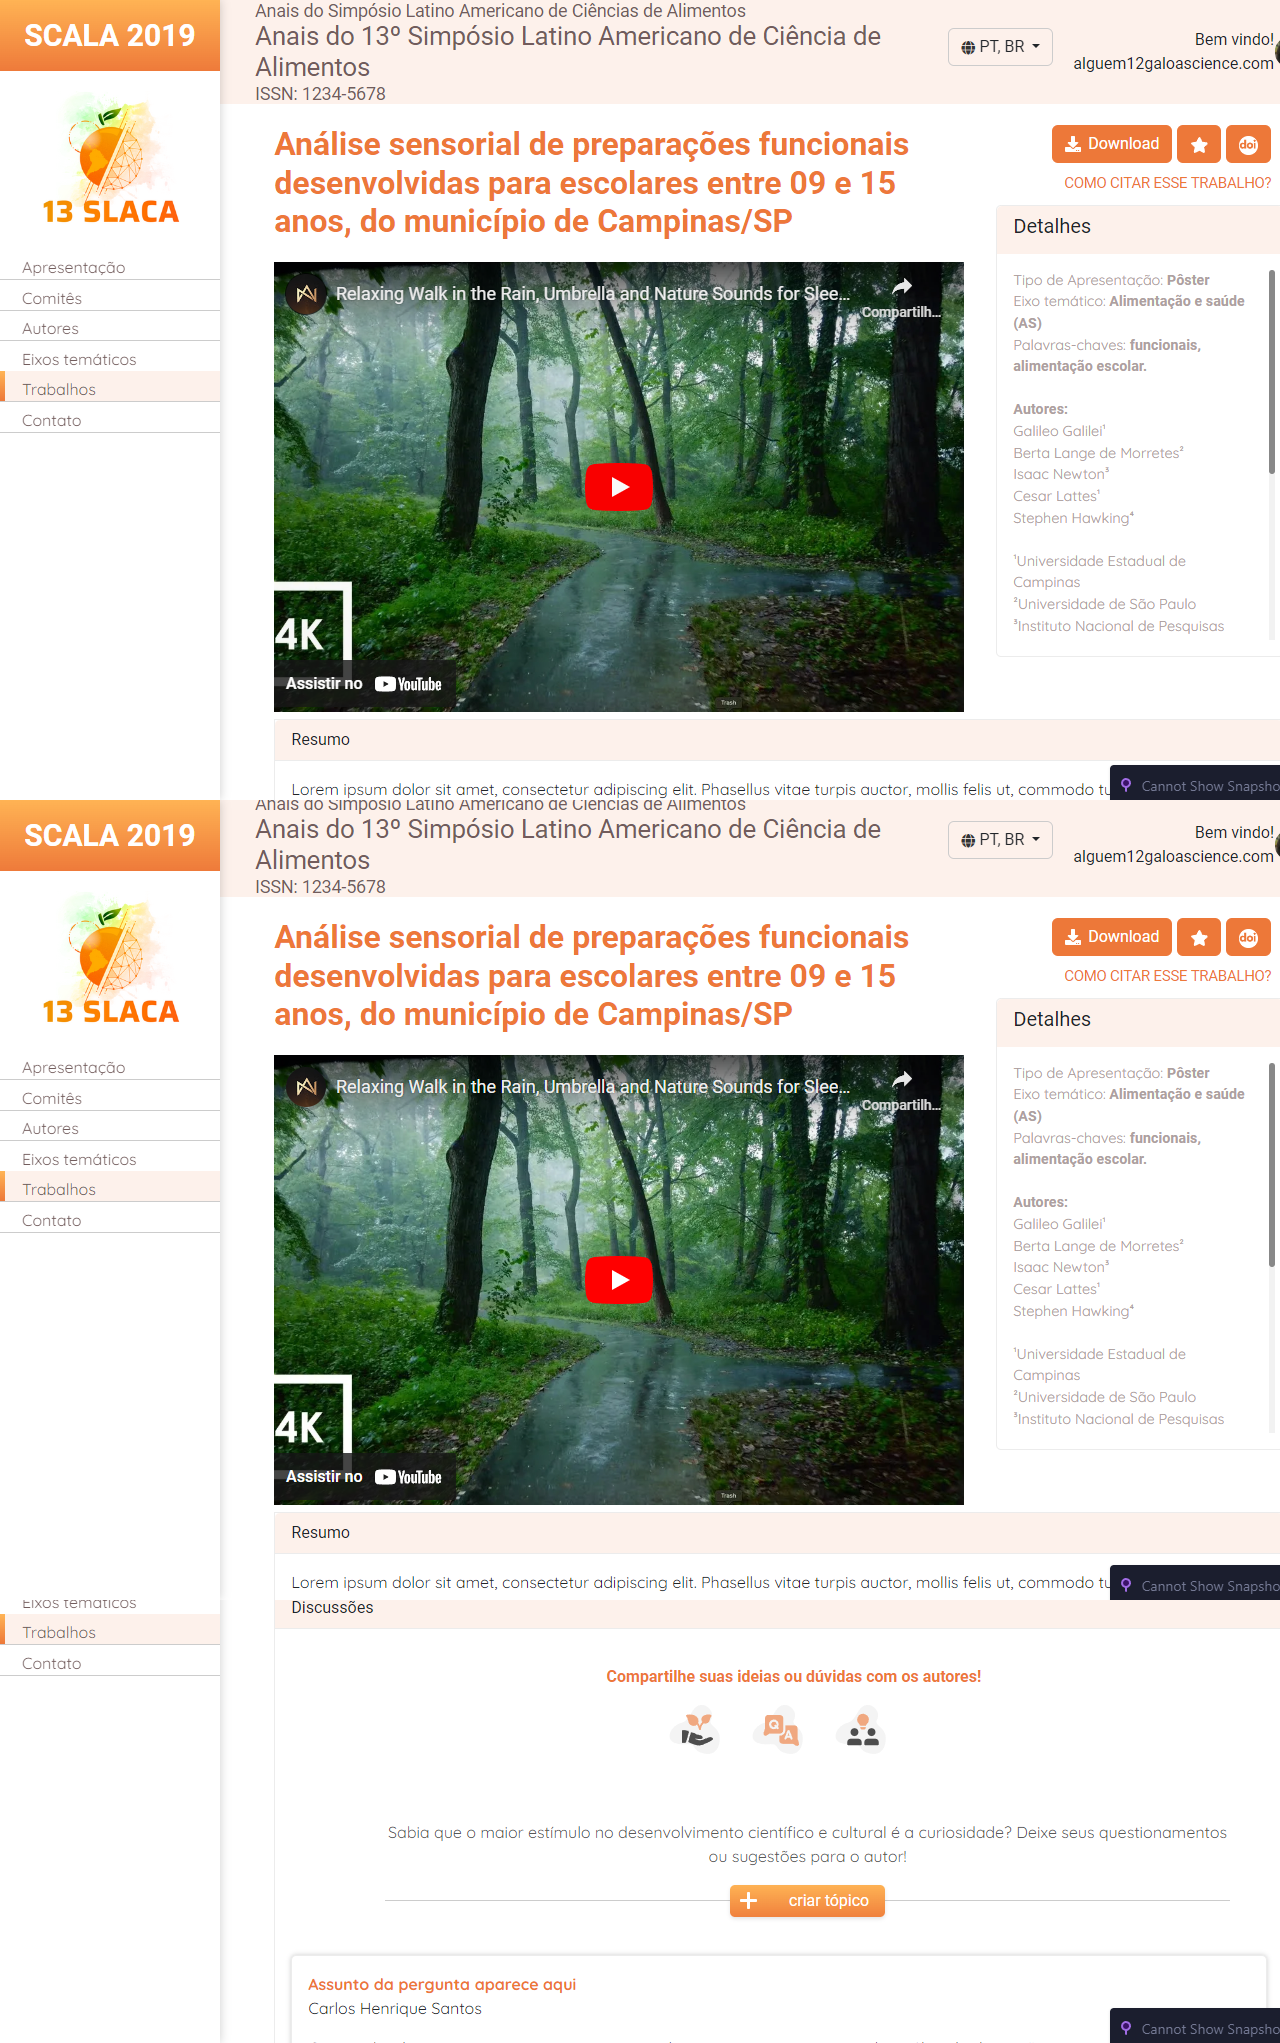 SCALA 2019
Anais do Simpósio Latino Americano de Ciências de Alimentos
Anais do 13º Simpósio Latino Americano de Ciência de
Alimentos
ISSN: 1234-5678
PT, BR
Bem vindo!
alguem12galoascience.com
13 SLACA
Apresentação
Comitês
Autores
Eixos temáticos
Trabalhos
Contato
Análise sensorial de preparações funcionais
desenvolvidas para escolares entre 09 e 15
anos, do município de Campinas/SP
Download
doi
COMO CITAR ESSE TRABALHO?
Relaxing Walk in the Rain, Umbrella and Nature Sounds for Slee...
Compartilh...
4K
Assistir no YouTube
Trash
Detalhes
Tipo de Apresentação: Pôster
Eixo temático: Alimentação e saúde
(AS)
Palavras-chaves: funcionais,
alimentação escolar.
Autores:
Galileo Galilei¹
Berta Lange de Morretes²
Isaac Newton³
Cesar Lattes¹
Stephen Hawking⁴
¹Universidade Estadual de
Campinas
²Universidade de São Paulo
³Instituto Nacional de Pesquisas
Resumo
Lorem ipsum dolor sit amet, consectetur adipiscing elit. Phasellus vitae turpis auctor, mollis felis ut, commodo tu
Cannot Show Snapsho
SCALA 2019
Anais do Simpósio Latino Americano de Ciências de Alimentos
Anais do 13º Simpósio Latino Americano de Ciência de
Alimentos
ISSN: 1234-5678
PT, BR
Bem vindo!
alguem12galoascience.com
13 SLACA
Apresentação
Comitês
Autores
Eixos temáticos
Trabalhos
Contato
Análise sensorial de preparações funcionais
desenvolvidas para escolares entre 09 e 15
anos, do município de Campinas/SP
Download
doi
COMO CITAR ESSE TRABALHO?
Relaxing Walk in the Rain, Umbrella and Nature Sounds for Slee...
Compartilh...
4K
Assistir no YouTube
Trash
Detalhes
Tipo de Apresentação: Pôster
Eixo temático: Alimentação e saúde
(AS)
Palavras-chaves: funcionais,
alimentação escolar.
Autores:
Galileo Galilei¹
Berta Lange de Morretes²
Isaac Newton³
Cesar Lattes¹
Stephen Hawking⁴
¹Universidade Estadual de
Campinas
²Universidade de São Paulo
³Instituto Nacional de Pesquisas
Resumo
Lorem ipsum dolor sit amet, consectetur adipiscing elit. Phasellus vitae turpis auctor, mollis felis ut, commodo tu
Cannot Show Snapsho
Eixos temáticos
Trabalhos
Contato
Discussões
Compartilhe suas ideias ou dúvidas com os autores!
Q A
Sabia que o maior estímulo no desenvolvimento científico e cultural é a curiosidade? Deixe seus questionamentos
ou sugestões para o autor!
criar tópico
Assunto da pergunta aparece aqui
Carlos Henrique Santos
Cannot Show Snapsho